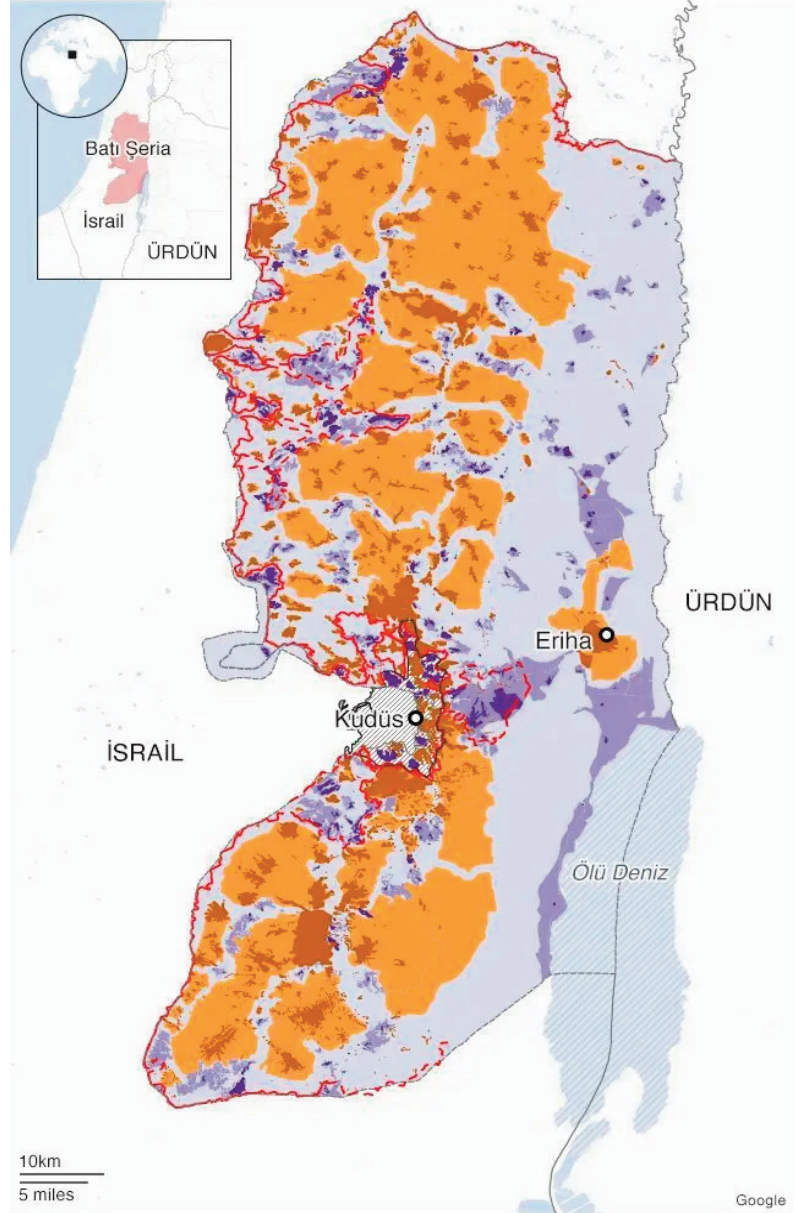 Batı Şeria
İsrail
ÜRDÜN
ÜRDÜN
Eriha
Kudüs
İSRAİL
Ölü Deniz
10km
5 miles
Google